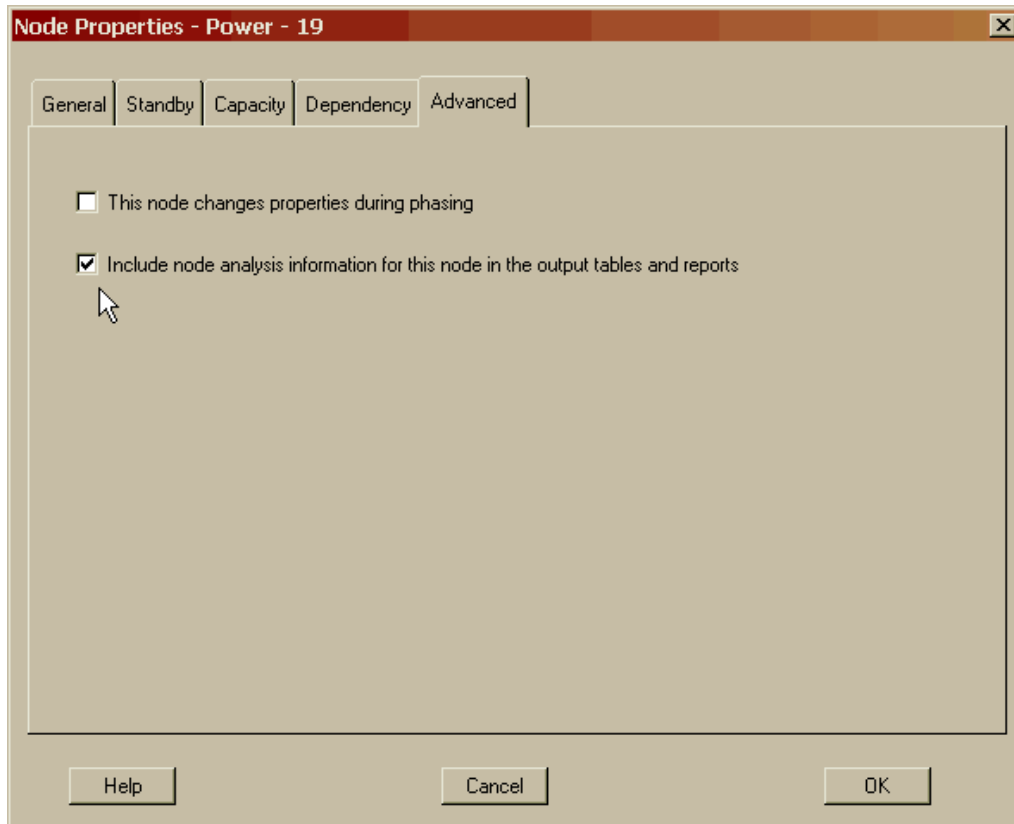 Node Properties - Power - 19
General Standby Capacity Dependency Advanced
This node changes properties during phasing
Include node analysis information for this node in the output tables and reports
Help Cancel OK